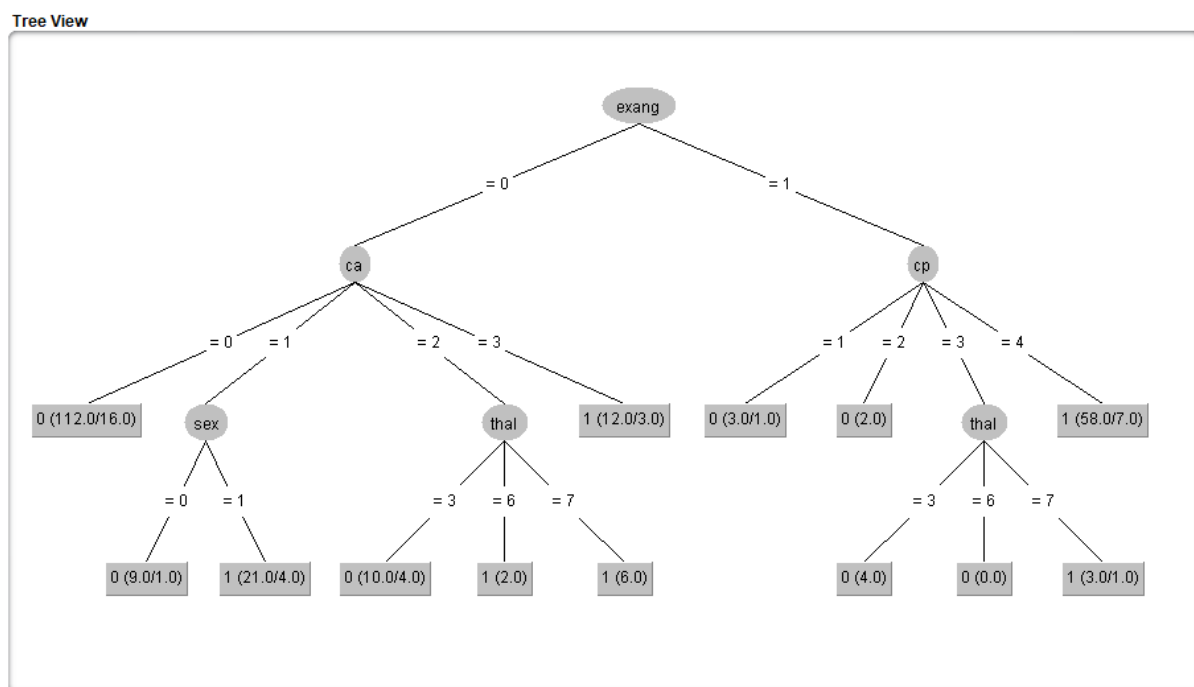 Tree View
exang
= 0 = 1
ca cp
= 0 = 1 = 2 = 3 = 1 = 2 = 3 = 4
0 (112.0/16.0) sex thal 1 (12.0/3.0) 0 (3.0/1.0) 0 (2.0) thal 1 (58.0/7.0)
= 0 = 1 = 3 = 6 = 7 = 3 = 6 = 7
0 (9.0/1.0) 1 (21.0/4.0) 0 (10.0/4.0) 1 (2.0) 1 (6.0) 0 (4.0) 0 (0.0) 1 (3.0/1.0)